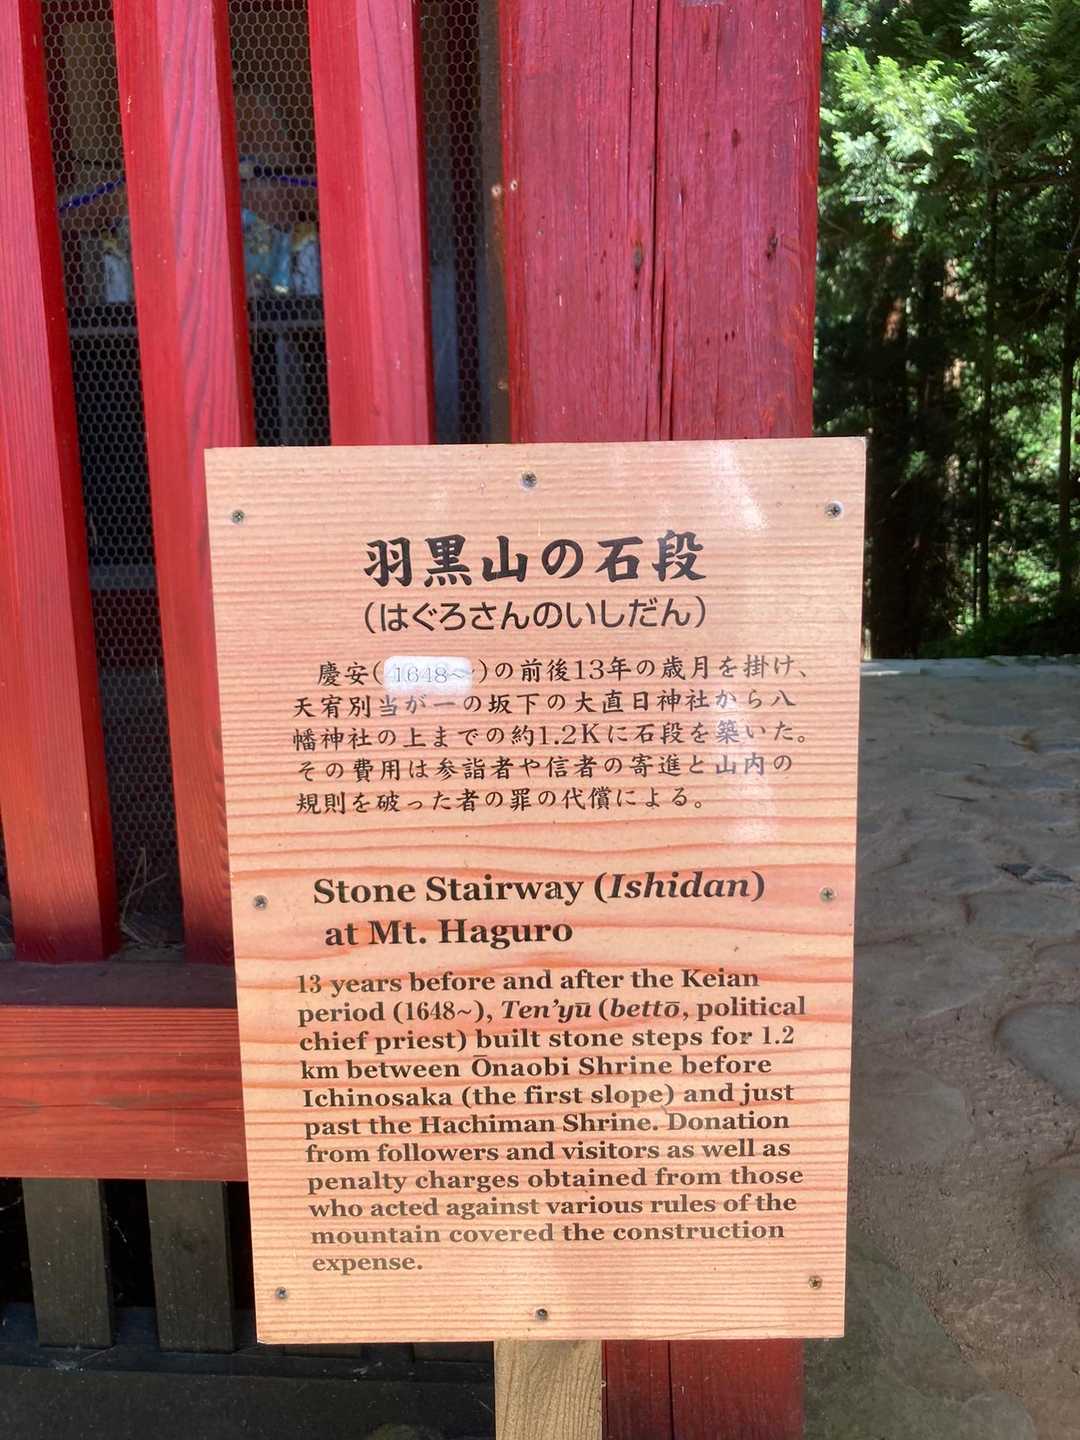 羽黒山の石段
（はぐろさんのいしだん）
慶安(1648~)の前後13年の歳月を掛け、
天宥別当が一の坂下の大直日神社から八
幡神社の上までの約1.2Kに石段を築いた。
その費用は参詣者や信者の寄進と山内の
規則を破った者の罪の代償による。
Stone Stairway (Ishidan)
at Mt. Haguro
13 years before and after the Keian
period (1648~), Ten'yū (bettō, political
chief priest) built stone steps for 1.2
km between Ōnaobi Shrine before
Ichinosaka (the first slope) and just
past the Hachiman Shrine. Donation
from followers and visitors as well as
penalty charges obtained from those
who acted against various rules of the
mountain covered the construction
expense.